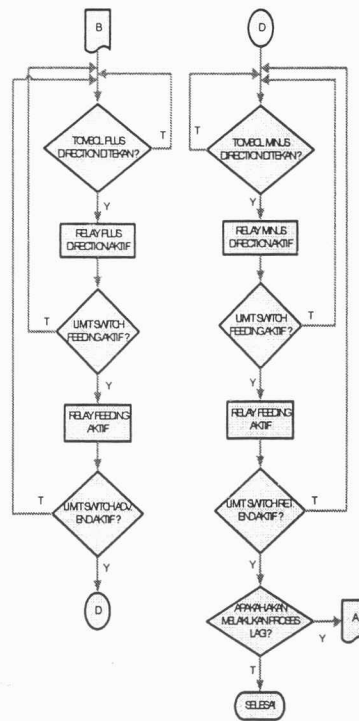 B
TOMBOL PLUS
DIRECTION DITEKAN?
T
Y
RELAY PLUS
DIRECTION AKTIF
LIMIT SWITCH
FEEDING AKTIF ?
T
Y
RELAY FEEDING
AKTIF
LIMIT SWITCH ADV.
END AKTIF ?
T
Y
D
D
TOMBOL MINUS
DIRECTION DITEKAN?
T
Y
RELAY MINUS
DIRECTION AKTIF
LIMIT SWITCH
FEEDING AKTIF ?
T
Y
RELAY FEEDING
AKTIF
LIMIT SWITCH RET.
END AKTIF ?
T
Y
APAKAH AKAN
MELAKUKAN PROSES
LAGI ?
Y
A
T
SELESAI